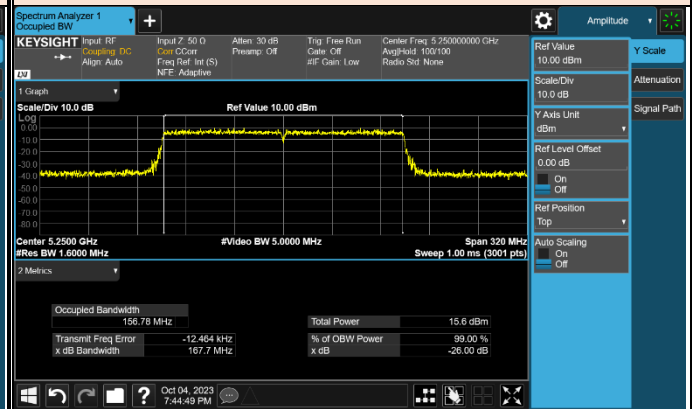 Spectrum Analyzer 1
Occupied BW
Amplitude
KEYSIGHT
Input: RF
Coupling: DC
Align: Auto
Input Z: 50 Ω
Corr CCorr
Freq Ref: Int (S)
NFE: Adaptive
Atten: 30 dB
Preamp: Off
Trig: Free Run
Gate: Off
#IF Gain: Low
Center Freq: 5.250000000 GHz
Avg|Hold: 100/100
Radio Std: None
LXI
1 Graph
Scale/Div 10.0 dB
Ref Value 10.00 dBm
Log
0.00
-10.0
-20.0
-30.0
-40.0
-50.0
-60.0
-70.0
-80.0
Center 5.2500 GHz
#Video BW 5.0000 MHz
Span 320 MHz
#Res BW 1.6000 MHz
Sweep 1.00 ms (3001 pts)
2 Metrics
Occupied Bandwidth
156.78 MHz
Total Power
15.6 dBm
Transmit Freq Error
-12.464 kHz
% of OBW Power
99.00 %
x dB Bandwidth
167.7 MHz
x dB
-26.00 dB
?
Oct 04, 2023
7:44:49 PM
Ref Value
10.00 dBm
Scale/Div
10.0 dB
Y Axis Unit
dBm
Ref Level Offset
0.00 dB
On
Off
Ref Position
Top
Auto Scaling
On
Off
Y Scale
Attenuation
Signal Path